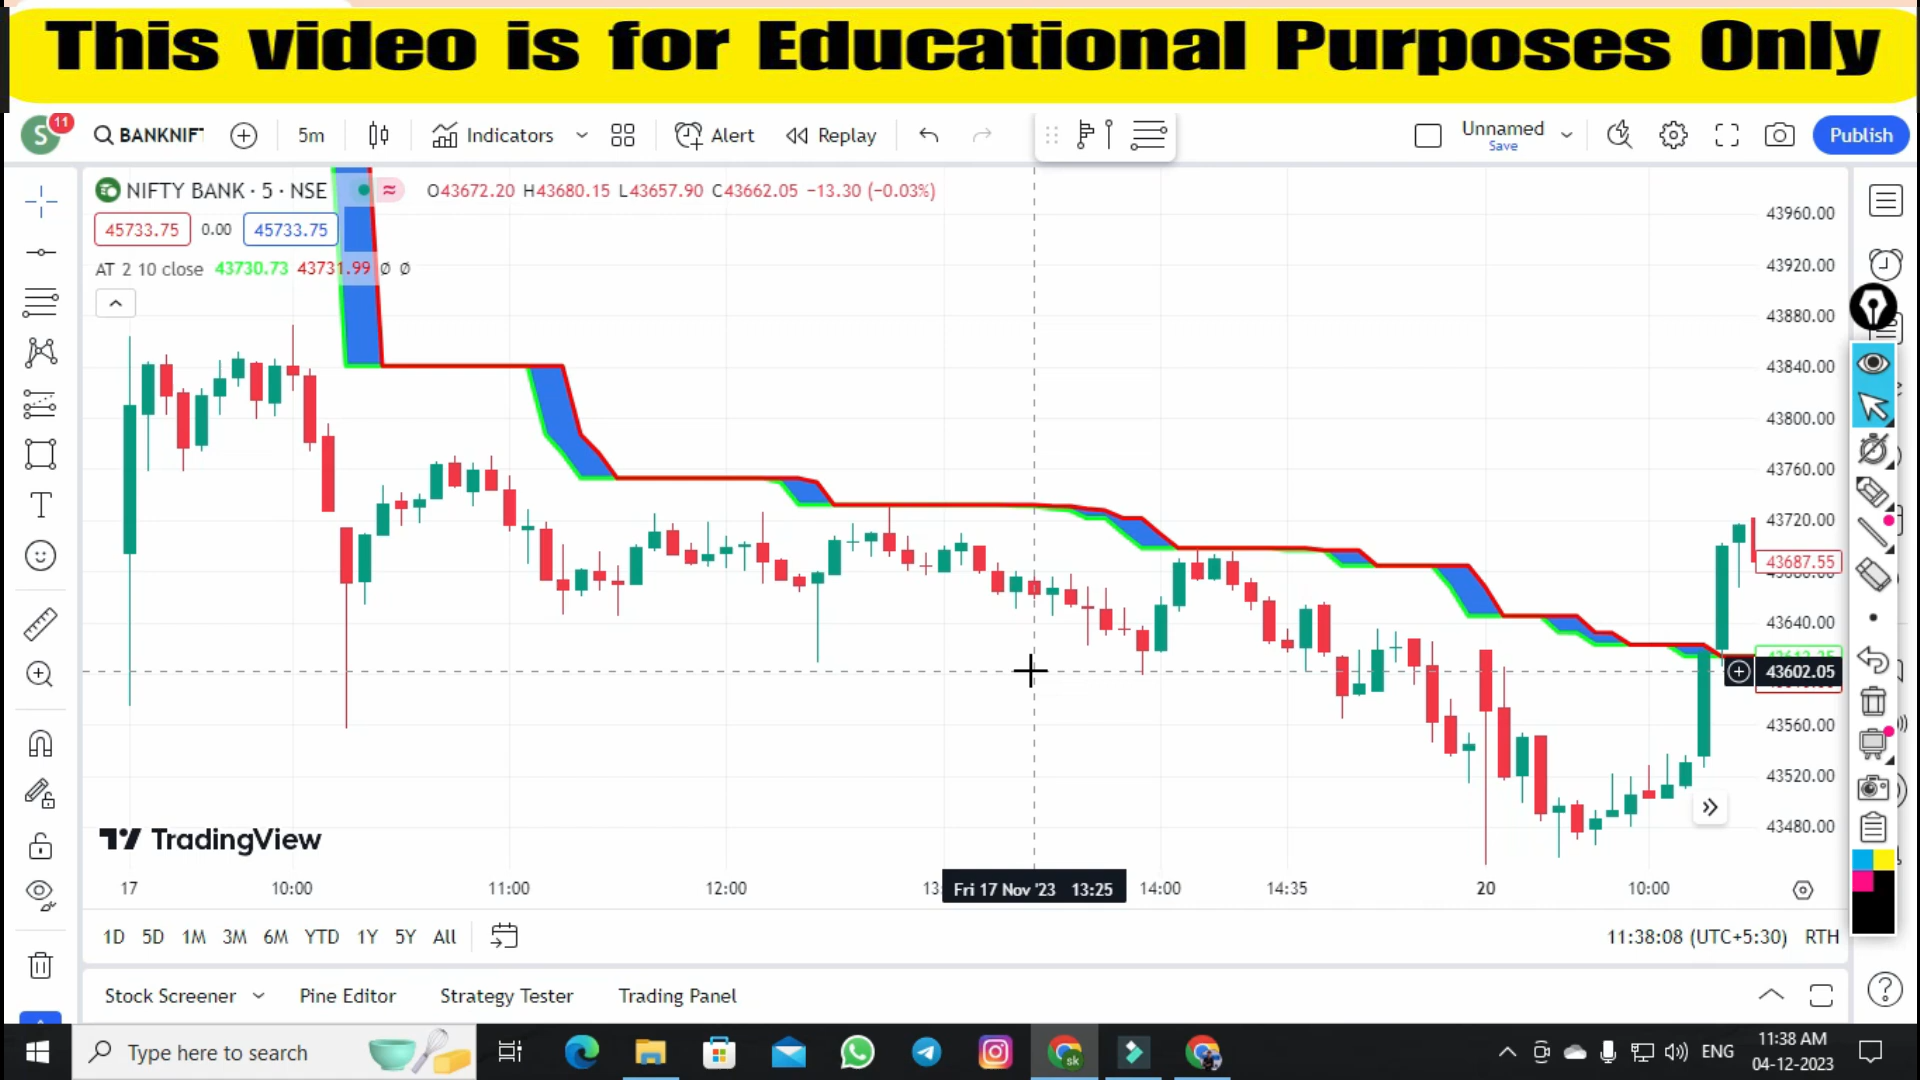 This video is for Educational Purposes Only
S 11 BANKNIF 5m Indicators Alert Replay Unnamed Save Publish
NIFTY BANK · 5 · NSE O43672.20 H43680.15 L43657.90 C43662.05 −13.30 (−0.03%)
45733.75 0.00 45733.75
AT 2 10 close 43730.73 43731.99 Ø Ø
43960.00
43920.00
43880.00
43840.00
43800.00
43760.00
43720.00
43687.55
43640.00
43602.05
43560.00
43520.00
43480.00
TradingView
17 10:00 11:00 12:00 13: Fri 17 Nov '23 13:25 14:00 14:35 20 10:00
1D 5D 1M 3M 6M YTD 1Y 5Y All 11:38:08 (UTC+5:30) RTH
Stock Screener Pine Editor Strategy Tester Trading Panel
Type here to search ENG 11:38 AM
04-12-2023